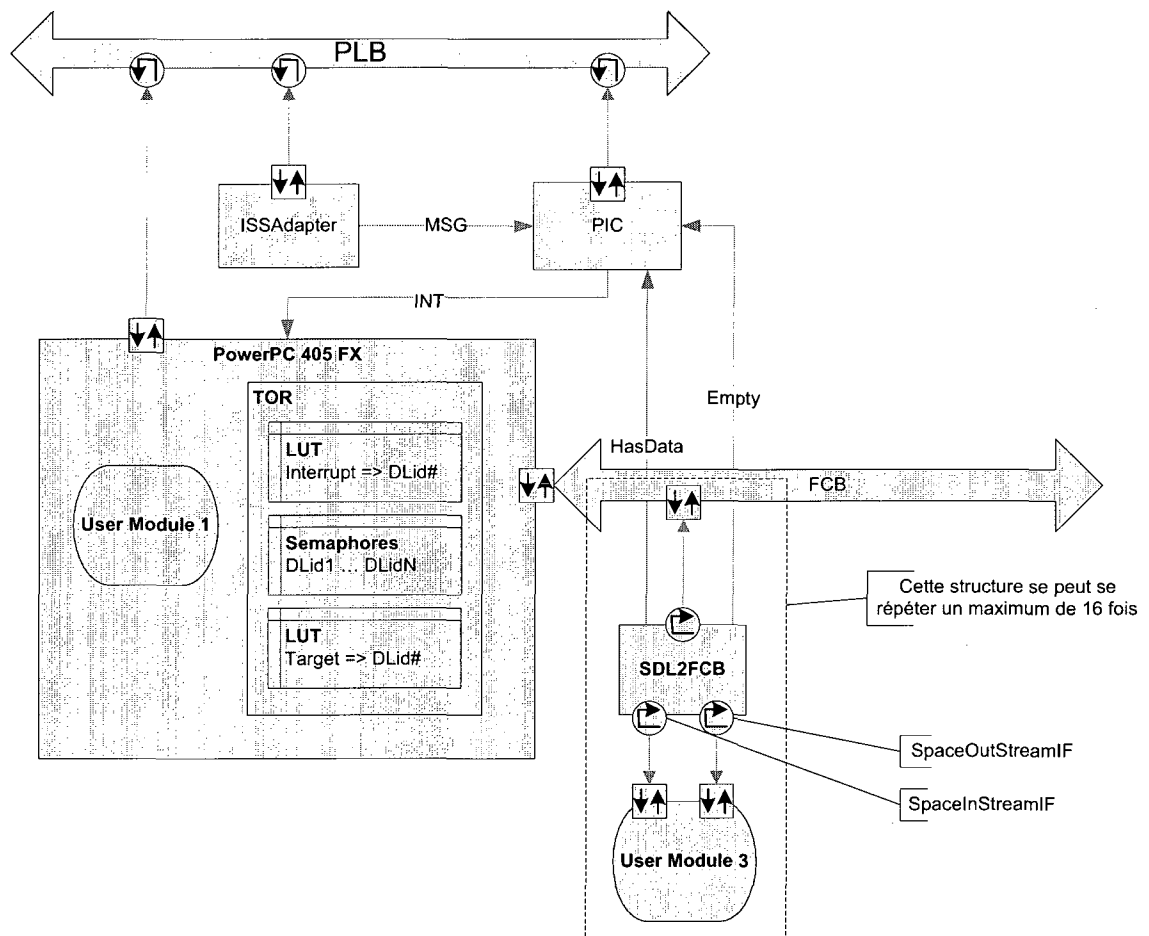 PLB
ISSAdapter
MSG
PIC
INT
PowerPC 405 FX
TOR
Empty
LUT
Interrupt => DLid#
HasData
FCB
User Module 1
Semaphores
DLid1 ... DLidN
Cette structure se peut se
répéter un maximum de 16 fois
LUT
Target => DLid#
SDL2FCB
SpaceOutStreamIF
SpaceInStreamIF
User Module 3